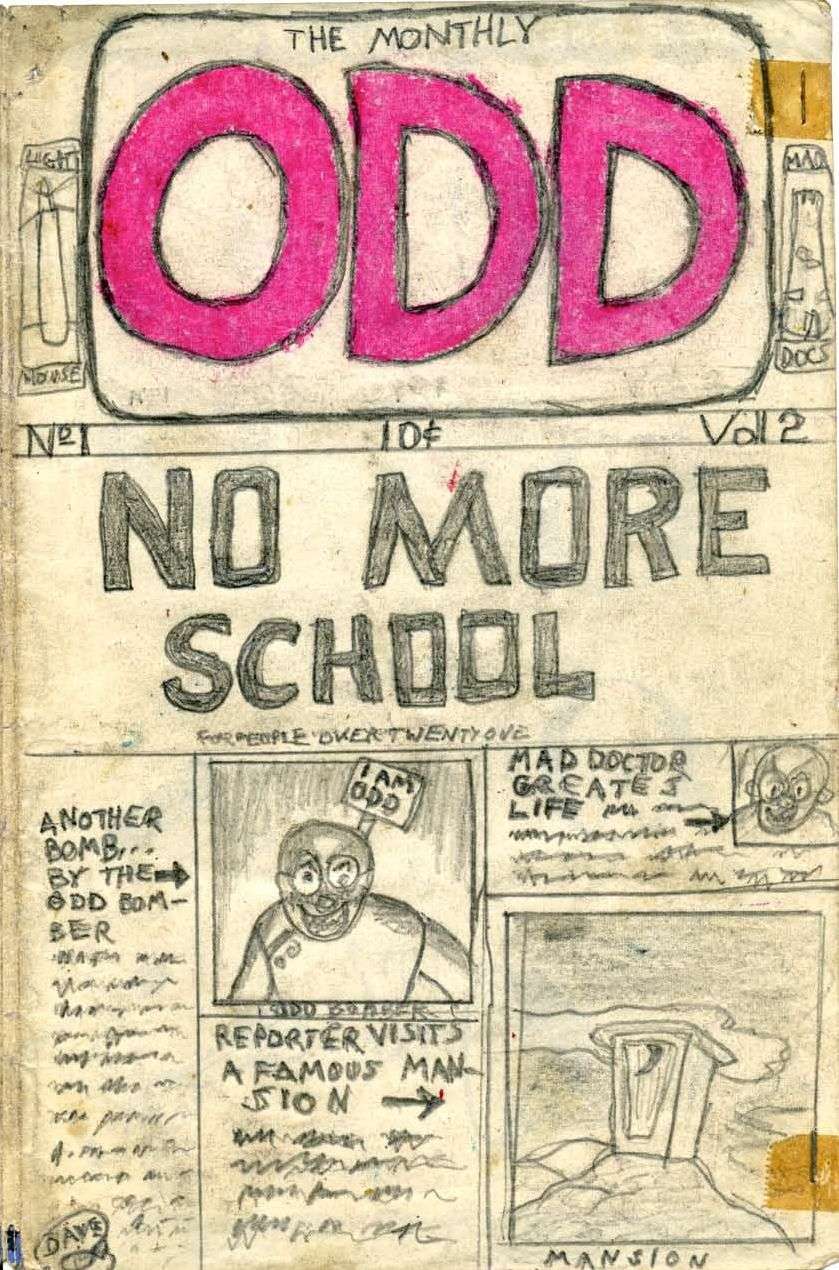 THE MONTHLY
ODD
LIGHT
HOUSE
MAD
DOCS
Nº1 10¢ Vol 2
NO MORE
SCHOOL
FOR PEOPLE OVER TWENTY ONE
ANOTHER
BOMB...
BY THE
ODD BOM-
BER
I AM
ODD
ODD BOMBER
REPORTER VISITS
A FAMOUS MAN-
SION
MAD DOCTOR
CREATES
LIFE
MANSION
DAVE